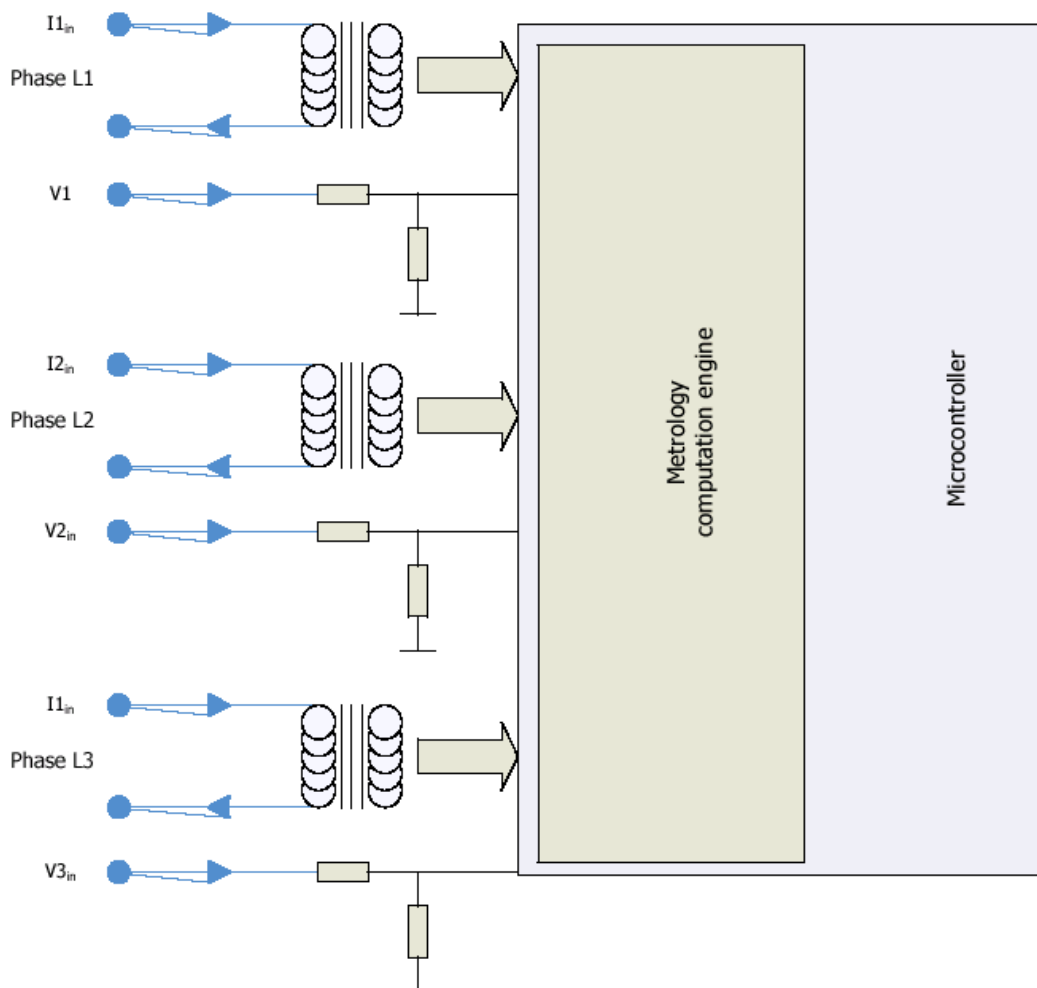 I1in
Phase L1
V1
I2in
Phase L2
V2in
I1in
Phase L3
V3in
Metrology
computation engine
Microcontroller